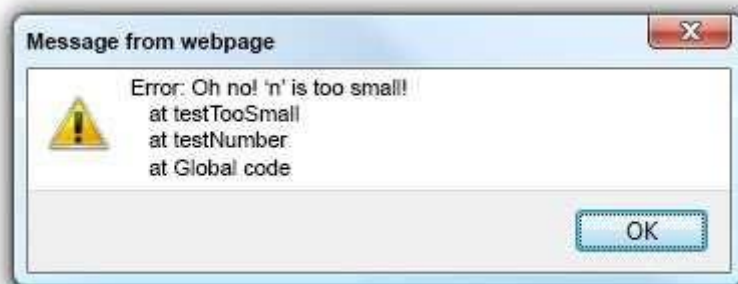 Message from webpage
Error: Oh no! ‘n’ is too small!
at testTooSmall
at testNumber
at Global code
OK